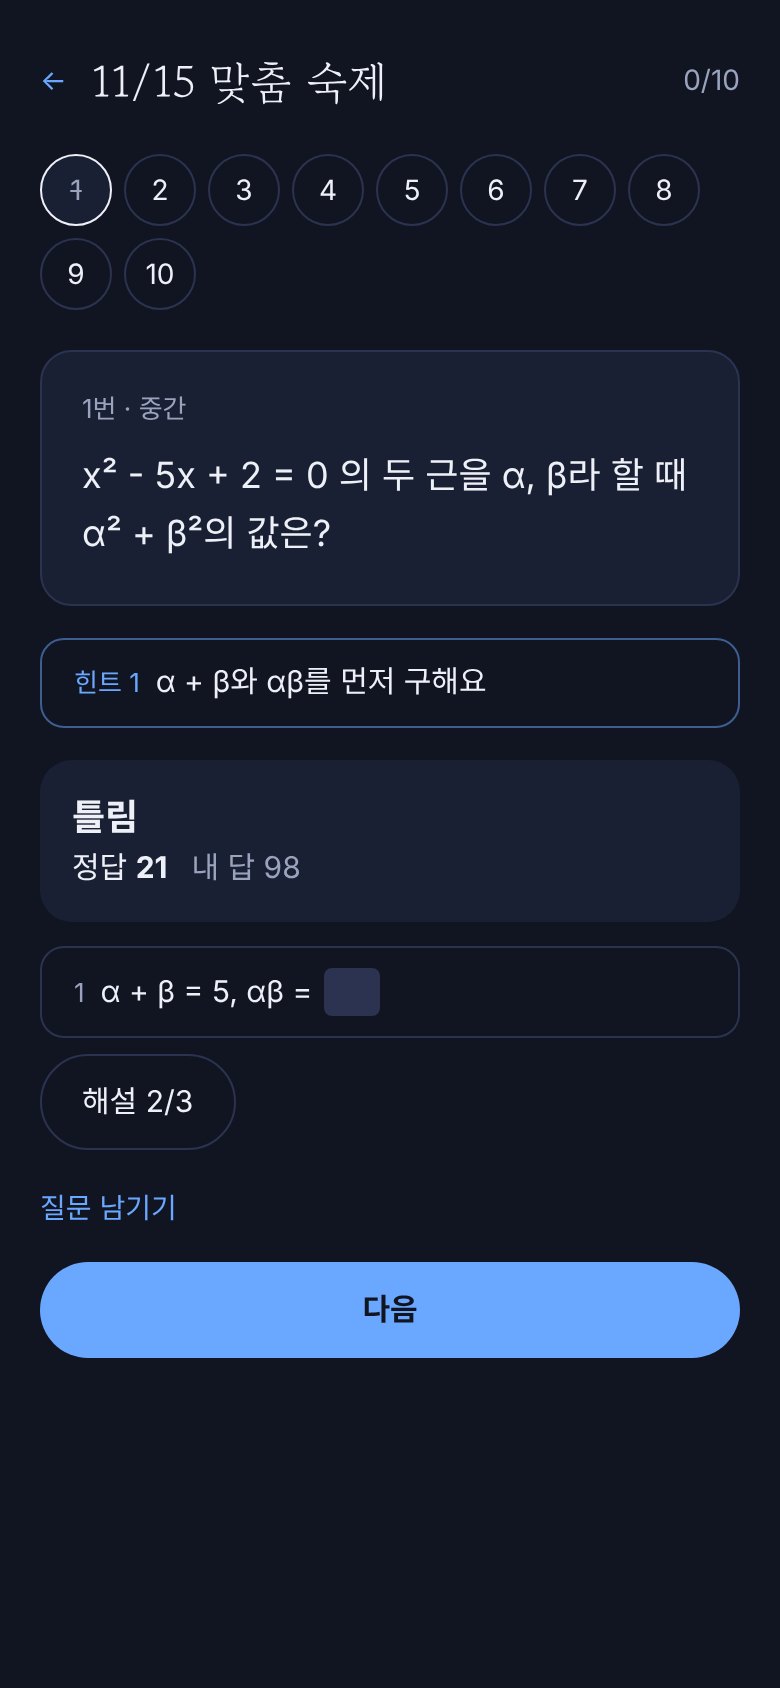 ← 11/15 맞춤 숙제 0/10
1 2 3 4 5 6 7 8
9 10
1번 · 중간
x² - 5x + 2 = 0 의 두 근을 α, β라 할 때
α² + β²의 값은?
힌트 1 α + β와 αβ를 먼저 구해요
틀림
정답 21 내 답 98
1 α + β = 5, αβ =
해설 2/3
질문 남기기
다음